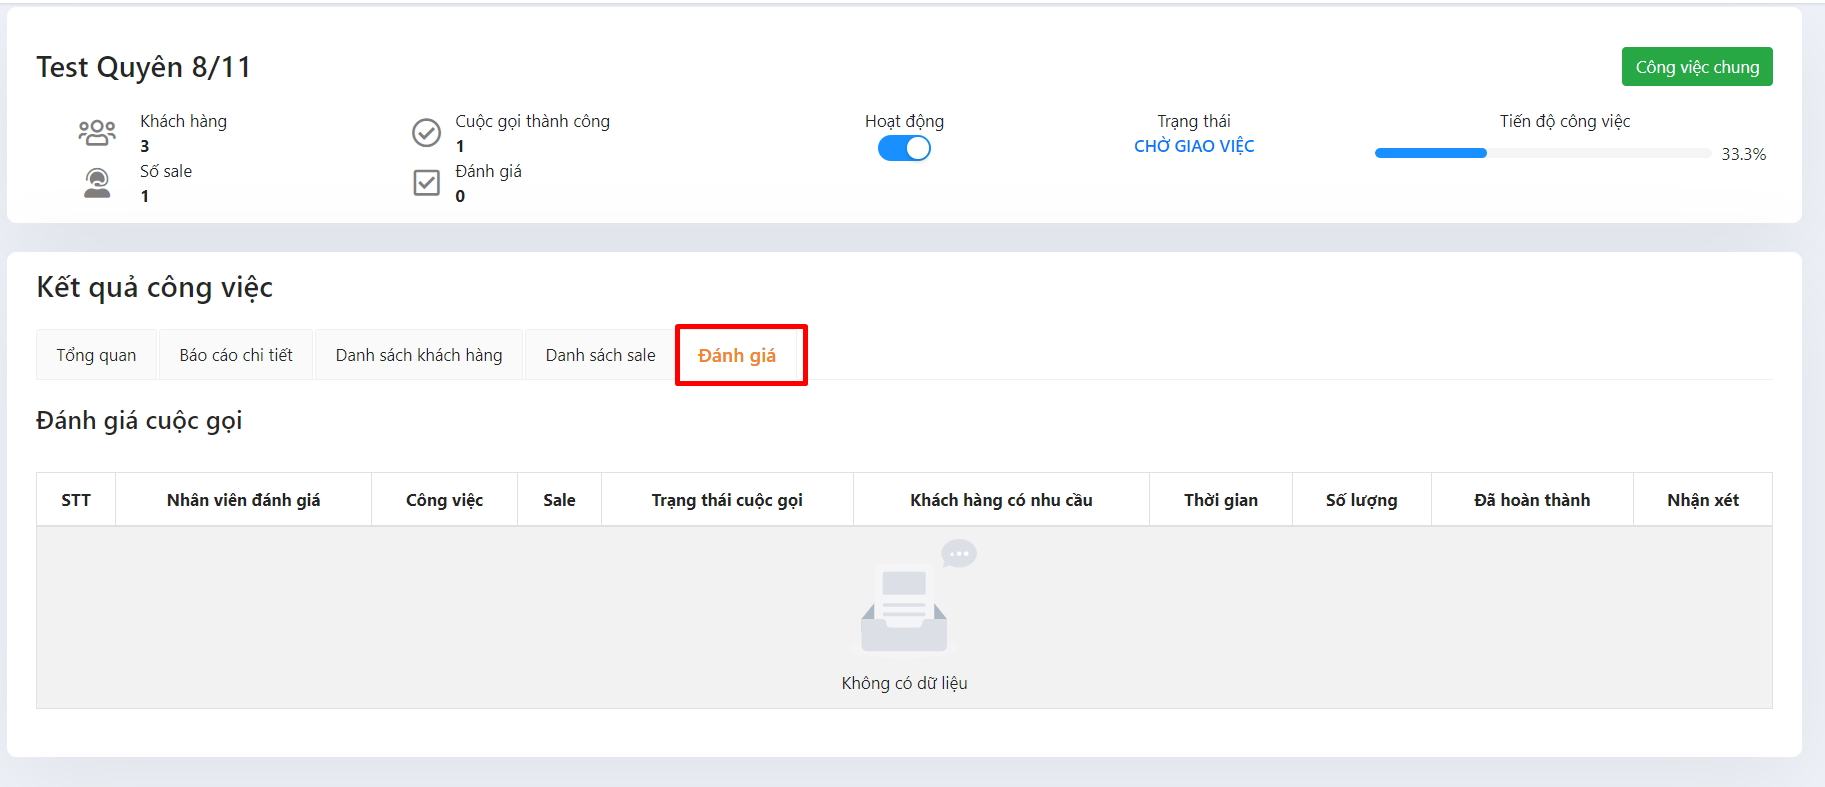 Test Quyên 8/11
Công việc chung
Khách hàng
3
Số sale
1
Cuộc gọi thành công
1
Đánh giá
0
Hoạt động
Trạng thái
CHỜ GIAO VIỆC
Tiến độ công việc
33.3%
Kết quả công việc
Tổng quan
Báo cáo chi tiết
Danh sách khách hàng
Danh sách sale
Đánh giá
Đánh giá cuộc gọi
STT
Nhân viên đánh giá
Công việc
Sale
Trạng thái cuộc gọi
Khách hàng có nhu cầu
Thời gian
Số lượng
Đã hoàn thành
Nhận xét
Không có dữ liệu